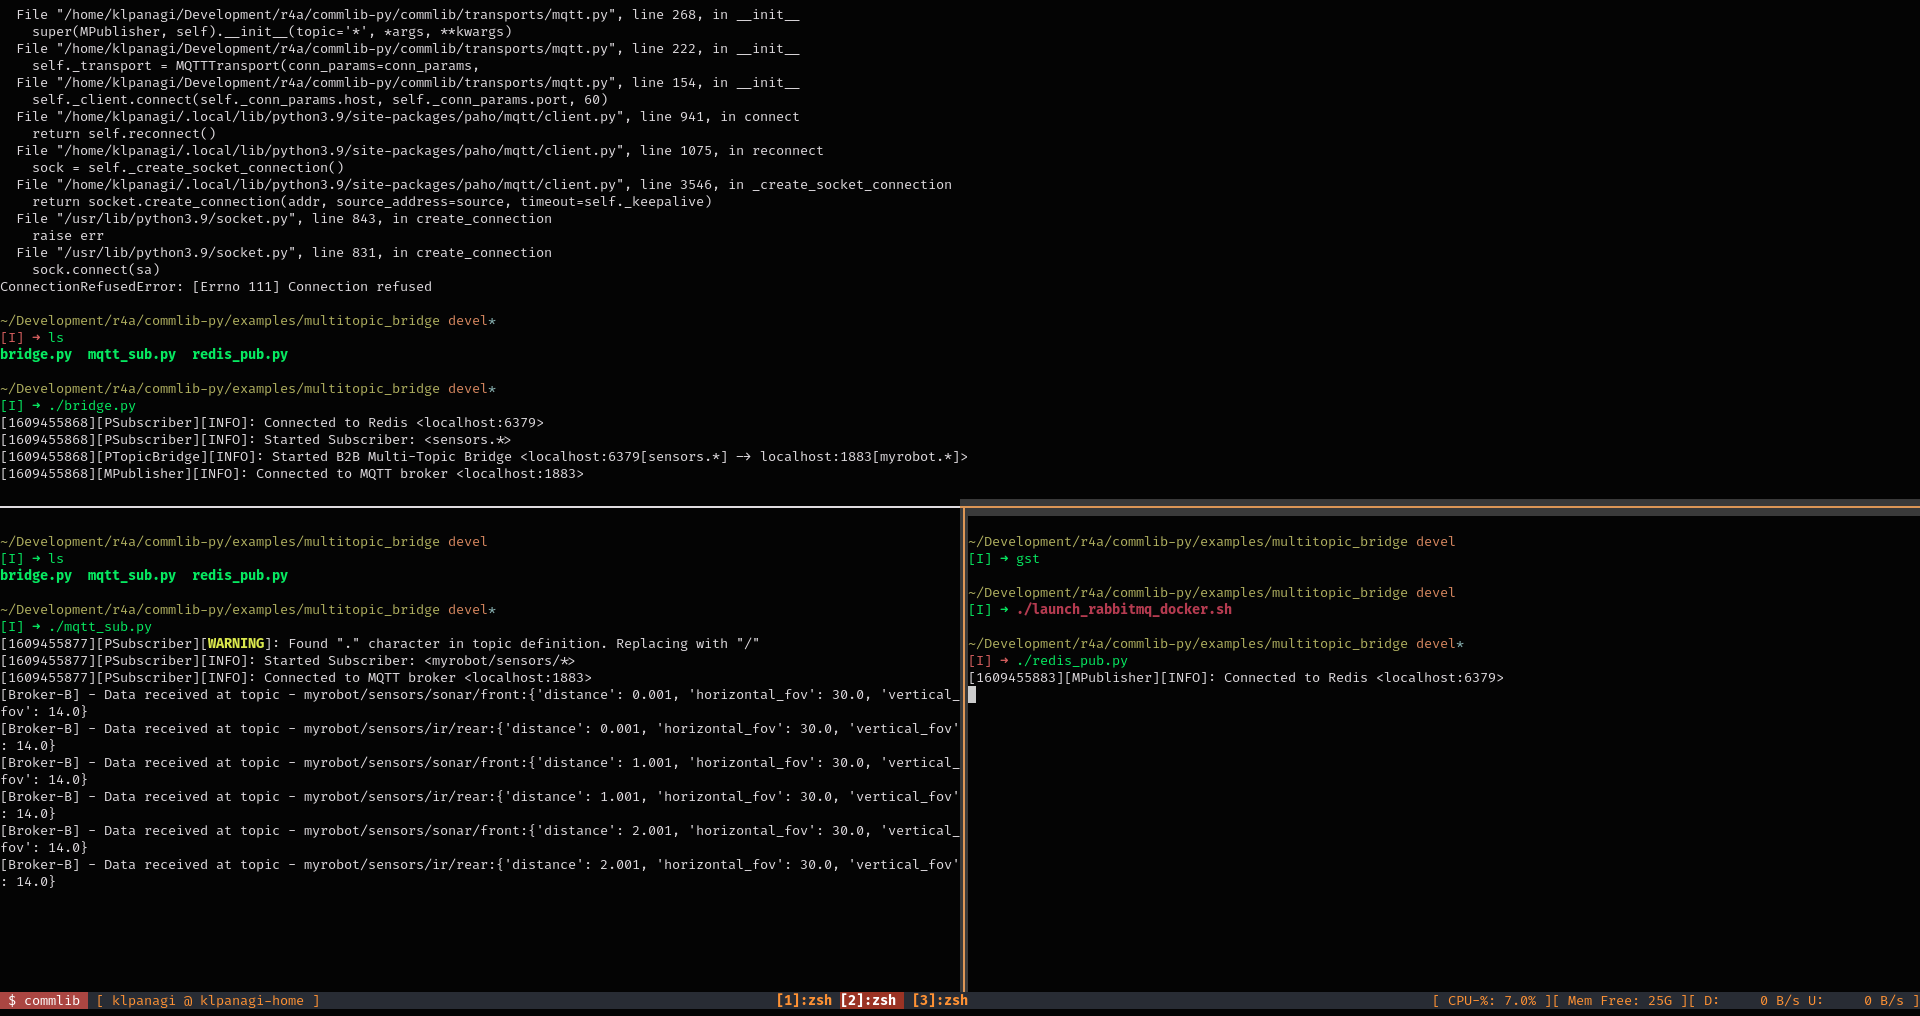 File "/home/klpanagi/Development/r4a/commlib-py/commlib/transports/mqtt.py", line 268, in __init__
    super(MPublisher, self).__init__(topic='*', *args, **kwargs)
  File "/home/klpanagi/Development/r4a/commlib-py/commlib/transports/mqtt.py", line 222, in __init__
    self._transport = MQTTTransport(conn_params=conn_params,
  File "/home/klpanagi/Development/r4a/commlib-py/commlib/transports/mqtt.py", line 154, in __init__
    self._client.connect(self._conn_params.host, self._conn_params.port, 60)
  File "/home/klpanagi/.local/lib/python3.9/site-packages/paho/mqtt/client.py", line 941, in connect
    return self.reconnect()
  File "/home/klpanagi/.local/lib/python3.9/site-packages/paho/mqtt/client.py", line 1075, in reconnect
    sock = self._create_socket_connection()
  File "/home/klpanagi/.local/lib/python3.9/site-packages/paho/mqtt/client.py", line 3546, in _create_socket_connection
    return socket.create_connection(addr, source_address=source, timeout=self._keepalive)
  File "/usr/lib/python3.9/socket.py", line 843, in create_connection
    raise err
  File "/usr/lib/python3.9/socket.py", line 831, in create_connection
    sock.connect(sa)
ConnectionRefusedError: [Errno 111] Connection refused
~/Development/r4a/commlib-py/examples/multitopic_bridge devel*
[I] ➜ ls
bridge.py  mqtt_sub.py  redis_pub.py
~/Development/r4a/commlib-py/examples/multitopic_bridge devel*
[I] ➜ ./bridge.py
[1609455868][PSubscriber][INFO]: Connected to Redis <localhost:6379>
[1609455868][PSubscriber][INFO]: Started Subscriber: <sensors.*>
[1609455868][PTopicBridge][INFO]: Started B2B Multi-Topic Bridge <localhost:6379[sensors.*] -> localhost:1883[myrobot.*]>
[1609455868][MPublisher][INFO]: Connected to MQTT broker <localhost:1883>
~/Development/r4a/commlib-py/examples/multitopic_bridge devel
[I] ➜ ls
bridge.py  mqtt_sub.py  redis_pub.py
~/Development/r4a/commlib-py/examples/multitopic_bridge devel*
[I] ➜ ./mqtt_sub.py
[1609455877][PSubscriber][WARNING]: Found "." character in topic definition. Replacing with "/"
[1609455877][PSubscriber][INFO]: Started Subscriber: <myrobot/sensors/*>
[1609455877][PSubscriber][INFO]: Connected to MQTT broker <localhost:1883>
[Broker-B] - Data received at topic - myrobot/sensors/sonar/front:{'distance': 0.001, 'horizontal_fov': 30.0, 'vertical_
fov': 14.0}
[Broker-B] - Data received at topic - myrobot/sensors/ir/rear:{'distance': 0.001, 'horizontal_fov': 30.0, 'vertical_fov'
: 14.0}
[Broker-B] - Data received at topic - myrobot/sensors/sonar/front:{'distance': 1.001, 'horizontal_fov': 30.0, 'vertical_
fov': 14.0}
[Broker-B] - Data received at topic - myrobot/sensors/ir/rear:{'distance': 1.001, 'horizontal_fov': 30.0, 'vertical_fov'
: 14.0}
[Broker-B] - Data received at topic - myrobot/sensors/sonar/front:{'distance': 2.001, 'horizontal_fov': 30.0, 'vertical_
fov': 14.0}
[Broker-B] - Data received at topic - myrobot/sensors/ir/rear:{'distance': 2.001, 'horizontal_fov': 30.0, 'vertical_fov'
: 14.0}
~/Development/r4a/commlib-py/examples/multitopic_bridge devel
[I] ➜ gst
~/Development/r4a/commlib-py/examples/multitopic_bridge devel
[I] ➜ ./launch_rabbitmq_docker.sh
~/Development/r4a/commlib-py/examples/multitopic_bridge devel*
[I] ➜ ./redis_pub.py
[1609455883][MPublisher][INFO]: Connected to Redis <localhost:6379>
$ commlib [ klpanagi @ klpanagi-home ] [1]:zsh [2]:zsh [3]:zsh [ CPU-%: 7.0% ][ Mem Free: 25G ][ D: 0 B/s U: 0 B/s ]